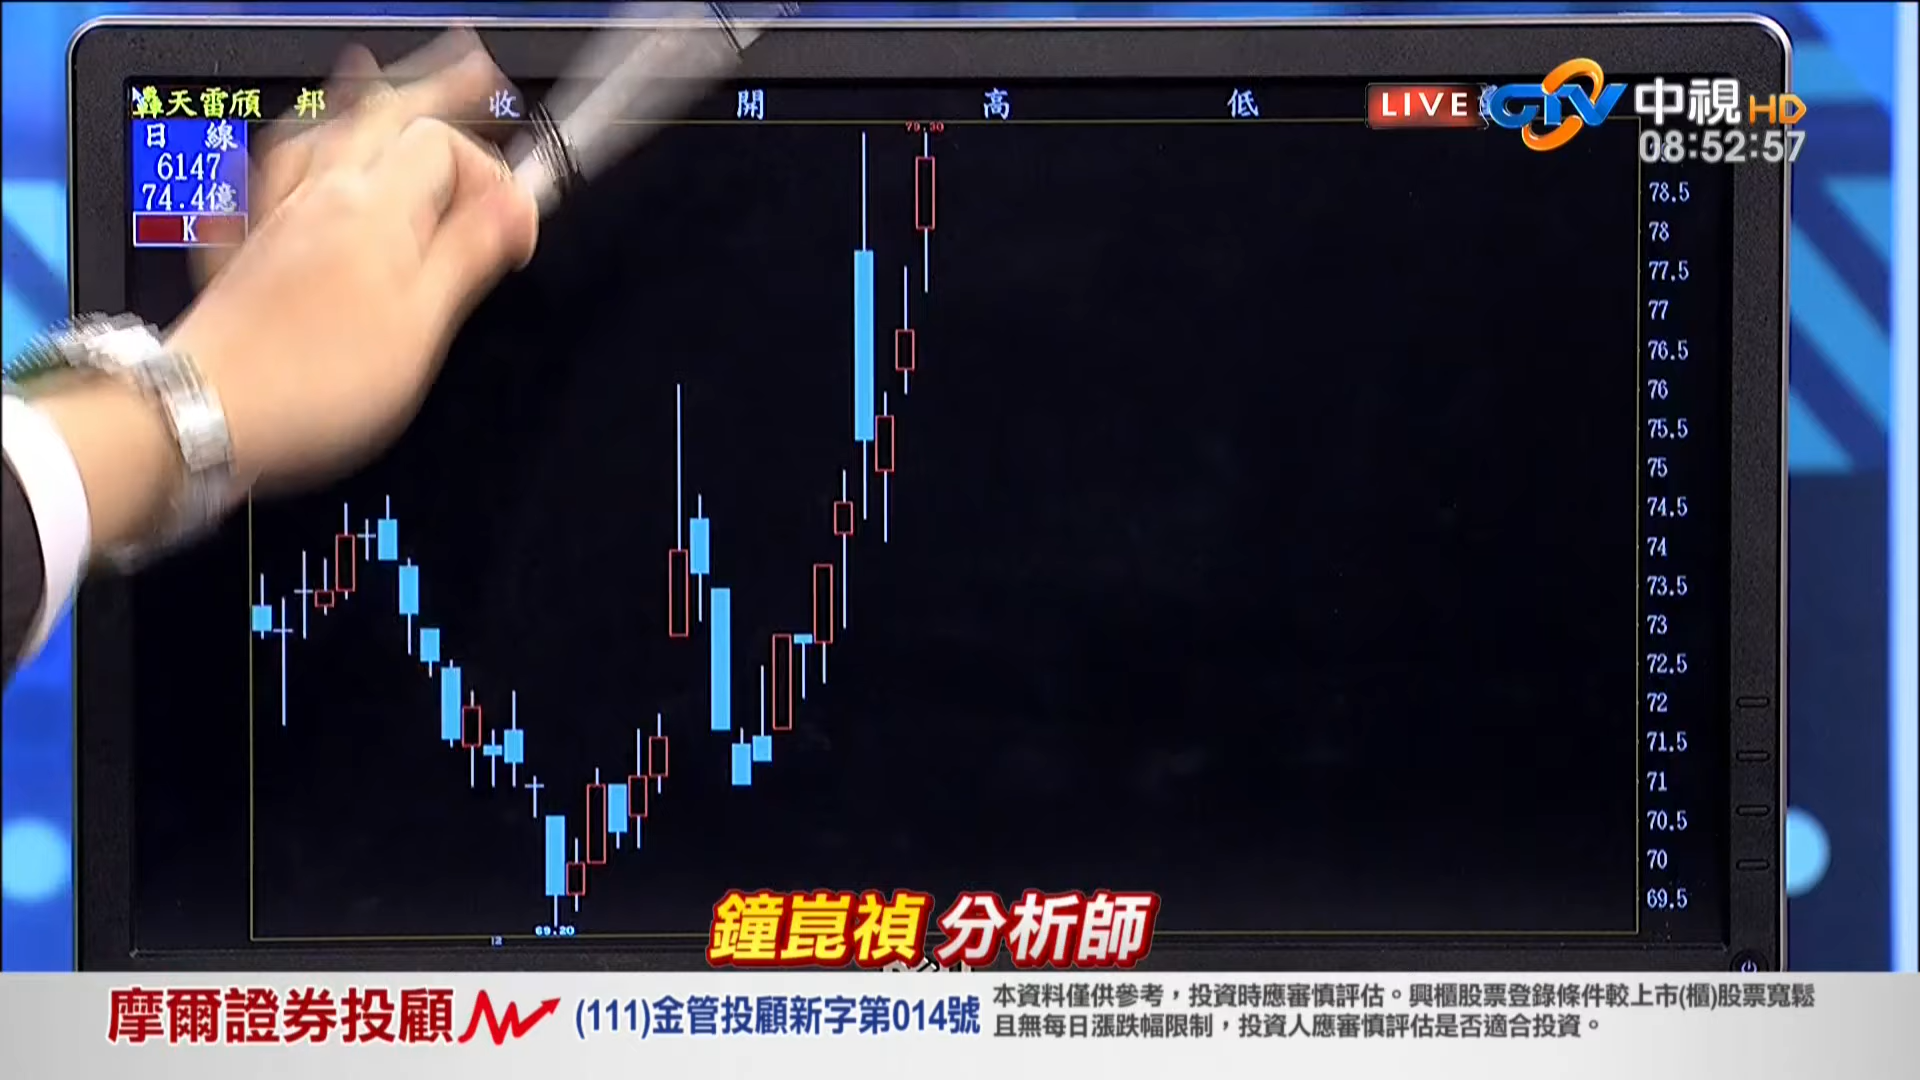 轟天雷頎 邦 收 開 高 低
LIVE CTV 中視HD
08:52:57
日 線
6147
74.4億
K
79.30
78.5
78
77.5
77
76.5
76
75.5
75
74.5
74
73.5
73
72.5
72
71.5
71
70.5
70
69.5
69.20
12
鐘崑禎 分析師
摩爾證券投顧 (111)金管投顧新字第014號
本資料僅供參考，投資時應審慎評估。興櫃股票登錄條件較上市(櫃)股票寬鬆
且無每日漲跌幅限制，投資人應審慎評估是否適合投資。